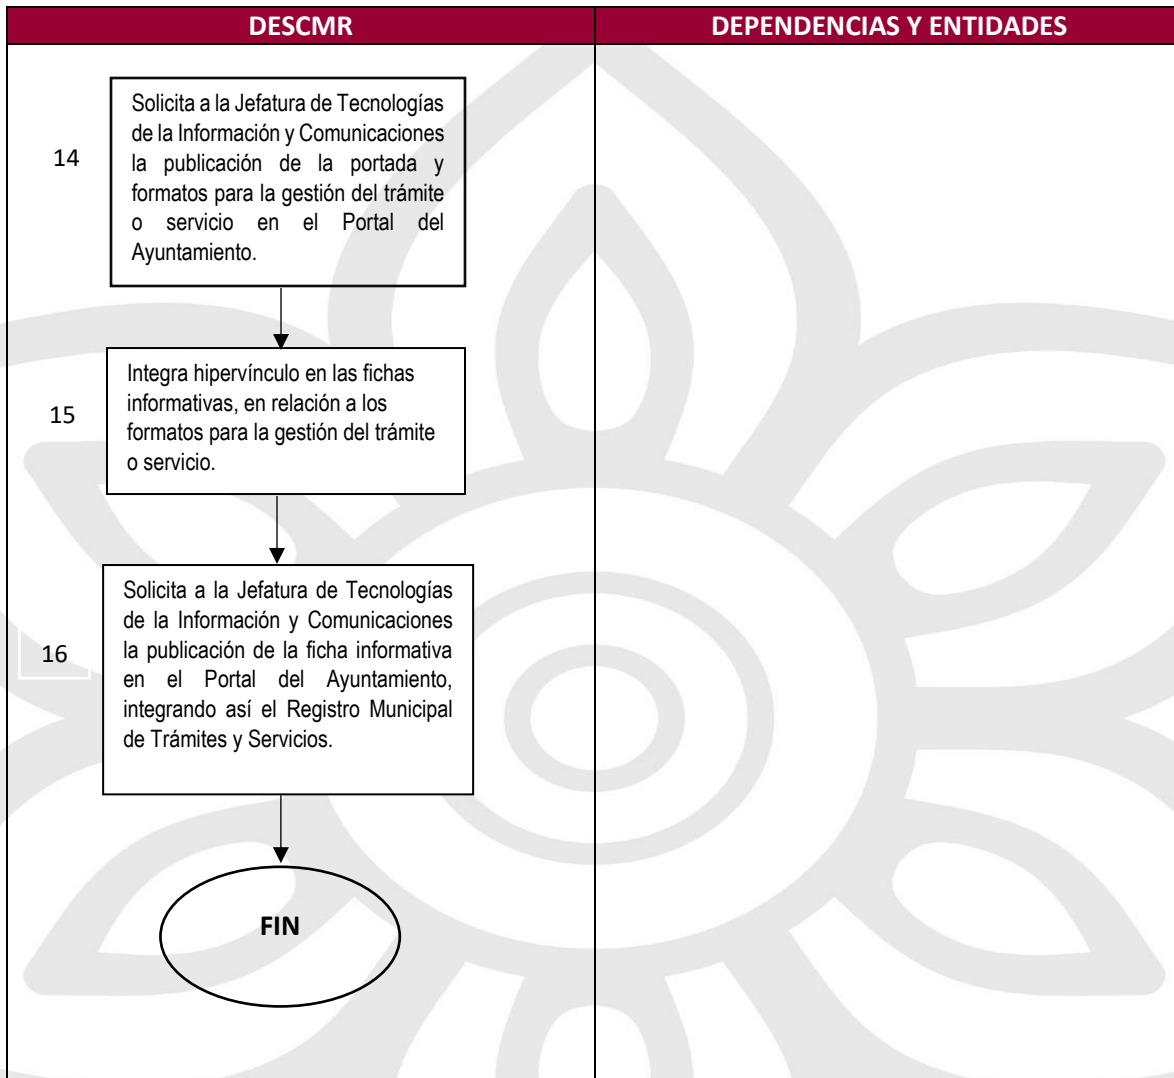 DESCMR
DEPENDENCIAS Y ENTIDADES
14
Solicita a la Jefatura de Tecnologías
de la Información y Comunicaciones
la publicación de la portada y
formatos para la gestión del trámite
o servicio en el Portal del
Ayuntamiento.
15
Integra hipervínculo en las fichas
informativas, en relación a los
formatos para la gestión del trámite
o servicio.
16
Solicita a la Jefatura de Tecnologías
de la Información y Comunicaciones
la publicación de la ficha informativa
en el Portal del Ayuntamiento,
integrando así el Registro Municipal
de Trámites y Servicios.
FIN